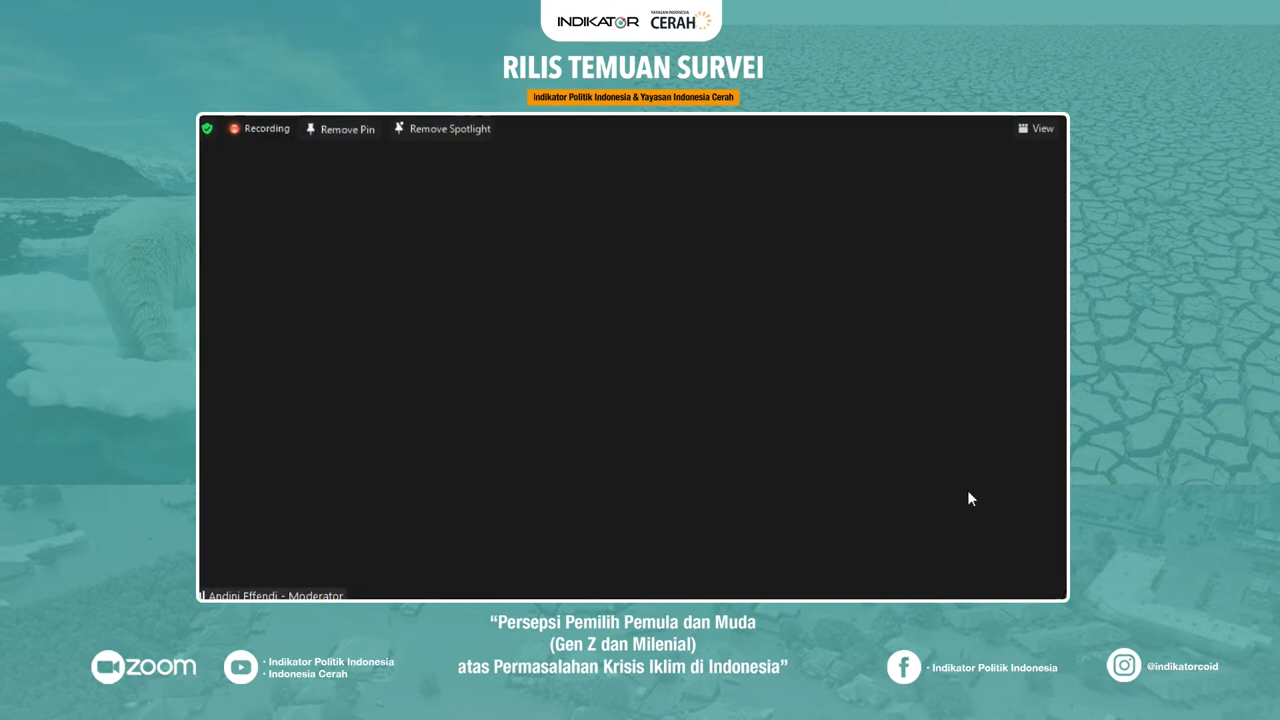 INDIKATOR
YAYASAN INDONESIA
CERAH
RILIS TEMUAN SURVEI
Indikator Politik Indonesia & Yayasan Indonesia Cerah
Recording
Remove Pin
Remove Spotlight
View
Andini Effendi - Moderator
“Persepsi Pemilih Pemula dan Muda
(Gen Z dan Milenial)
atas Permasalahan Krisis Iklim di Indonesia”
zoom
· Indikator Politik Indonesia
· Indonesia Cerah
· Indikator Politik Indonesia
@indikatorcoid